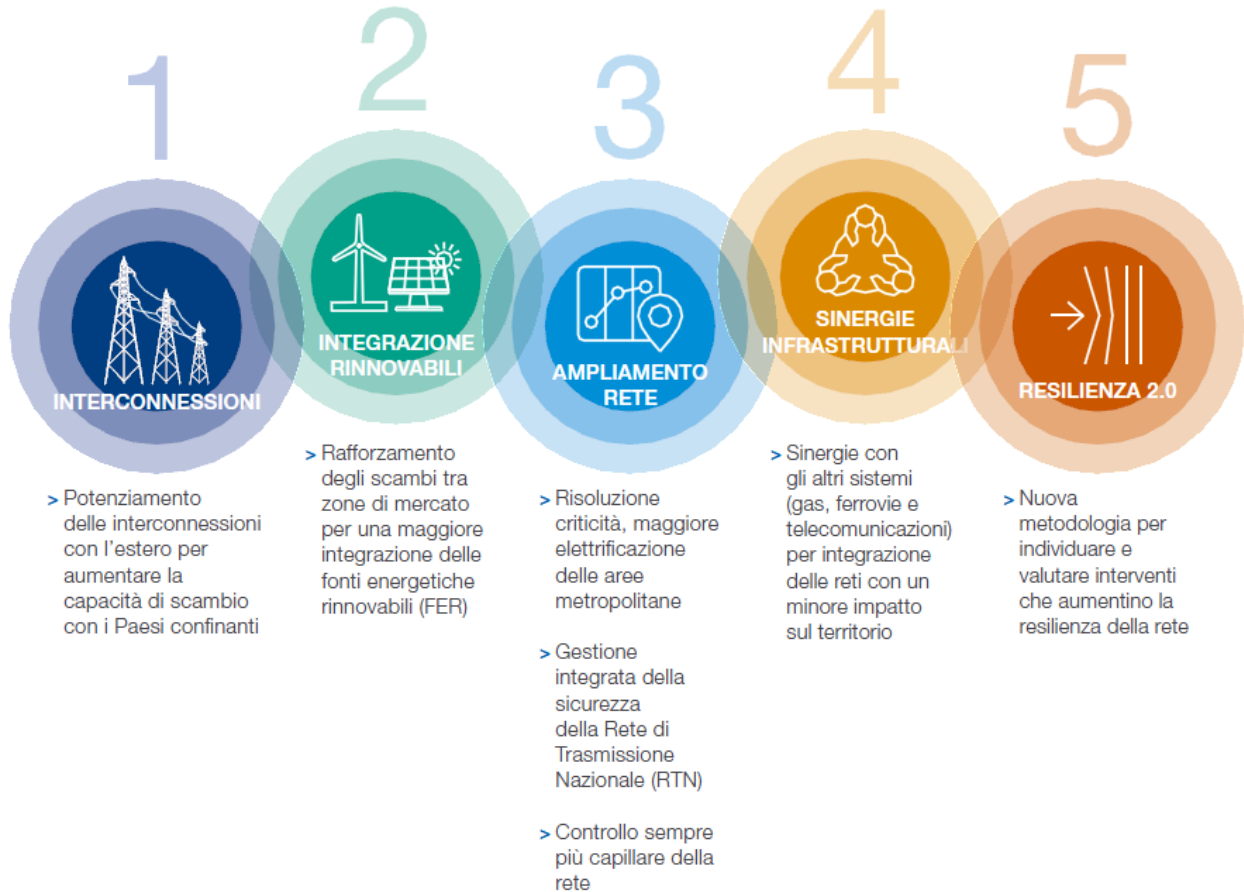 1
INTERCONNESSIONI
> Potenziamento
delle interconnessioni
con l'estero per
aumentare la
capacità di scambio
con i Paesi confinanti
2
INTEGRAZIONE
RINNOVABILI
> Rafforzamento
degli scambi tra
zone di mercato
per una maggiore
integrazione delle
fonti energetiche
rinnovabili (FER)
3
AMPLIAMENTO
RETE
> Risoluzione
criticità, maggiore
elettrificazione
delle aree
metropolitane
> Gestione
integrata della
sicurezza
della Rete di
Trasmissione
Nazionale (RTN)
> Controllo sempre
più capillare della
rete
4
SINERGIE
INFRASTRUTTURALI
> Sinergie con
gli altri sistemi
(gas, ferrovie e
telecomunicazioni)
per integrazione
delle reti con un
minore impatto
sul territorio
5
RESILIENZA 2.0
> Nuova
metodologia per
individuare e
valutare interventi
che aumentino la
resilienza della rete